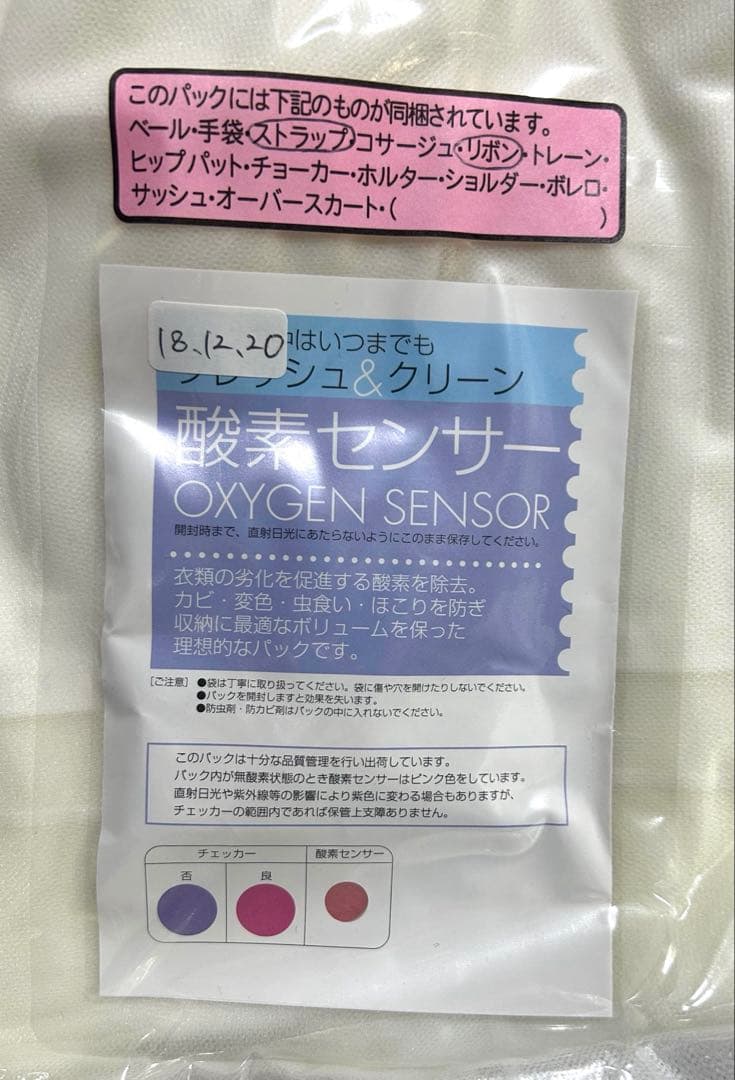 このパックには下記のものが同梱されています。
ベール・手袋・ストラップ・コサージュ・リボン・トレーン・
ヒップパット・チョーカー・ホルター・ショルダー・ボレロ・
サッシュ・オーバースカート・(　　　)
18.12.20
中はいつまでも
フレッシュ&クリーン
酸素センサー
OXYGEN SENSOR
開封時まで、直射日光にあたらないようにこのまま保存してください。
衣類の劣化を促進する酸素を除去。
カビ・変色・虫食い・ほこりを防ぎ
収納に最適なボリュームを保った
理想的なパックです。
[ご注意] ●袋は丁寧に取り扱ってください。袋に傷や穴を開けたりしないでください。
●パックを開封しますと効果を失います。
●防虫剤・防カビ剤はパックの中に入れないでください。
このパックは十分な品質管理を行い出荷しています。
パック内が無酸素状態のとき酸素センサーはピンク色をしています。
直射日光や紫外線等の影響により紫色に変わる場合もありますが、
チェッカーの範囲内であれば保管上支障ありません。
チェッカー 酸素センサー
否 良